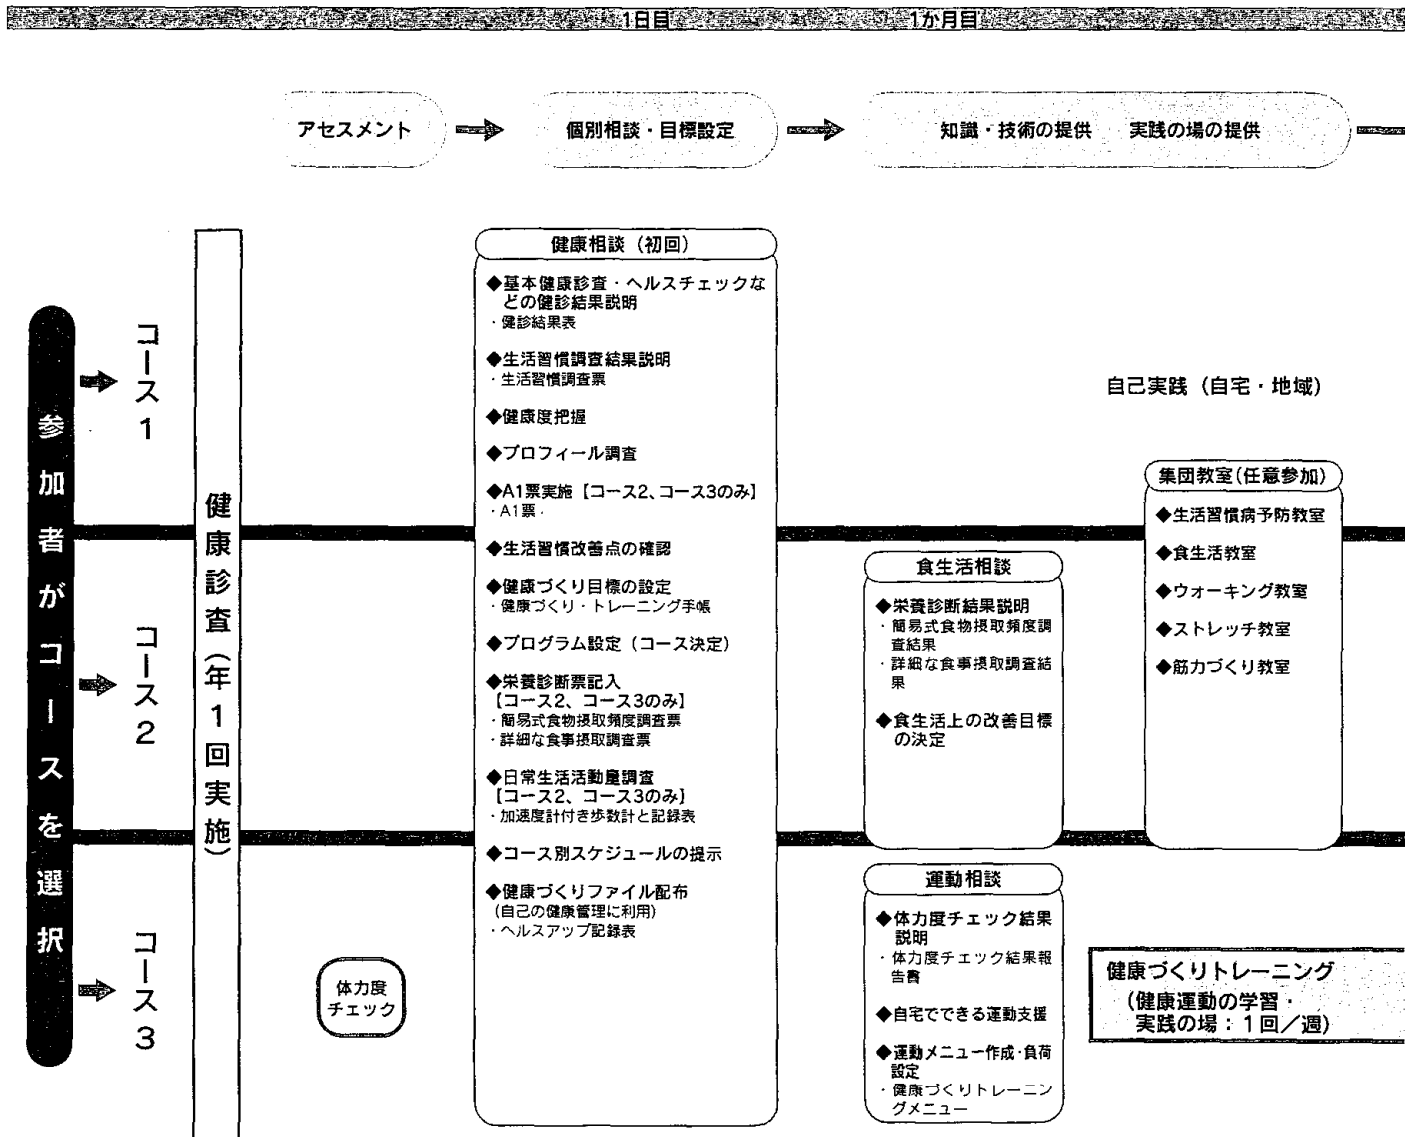 1日目
1か月目
アセスメント
個別相談・目標設定
知識・技術の提供 実践の場の提供
参加者がコースを選択
コース1
コース2
コース3
健康診査（年1回実施）
体力度
チェック
健康相談（初回）
◆基本健康診査・ヘルスチェックな
どの健診結果説明
・健診結果表
◆生活習慣調査結果説明
・生活習慣調査票
◆健康度把握
◆プロフィール調査
◆A1票実施【コース2、コース3のみ】
・A1票
◆生活習慣改善点の確認
◆健康づくり目標の設定
・健康づくり・トレーニング手帳
◆プログラム設定（コース決定）
◆栄養診断票記入
【コース2、コース3のみ】
・簡易式食物摂取頻度調査票
・詳細な食事摂取調査票
◆日常生活活動量調査
【コース2、コース3のみ】
・加速度計付き歩数計と記録表
◆コース別スケジュールの提示
◆健康づくりファイル配布
（自己の健康管理に利用）
・ヘルスアップ記録表
食生活相談
◆栄養診断結果説明
・簡易式食物摂取頻度調
査結果
・詳細な食事摂取調査結
果
◆食生活上の改善目標
の決定
運動相談
◆体力度チェック結果
説明
・体力度チェック結果報
告書
◆自宅でできる運動支援
◆運動メニュー作成・負荷
設定
・健康づくりトレーニン
グメニュー
自己実践（自宅・地域）
集団教室（任意参加）
◆生活習慣病予防教室
◆食生活教室
◆ウォーキング教室
◆ストレッチ教室
◆筋力づくり教室
健康づくりトレーニング
（健康運動の学習・
実践の場：1回／週）